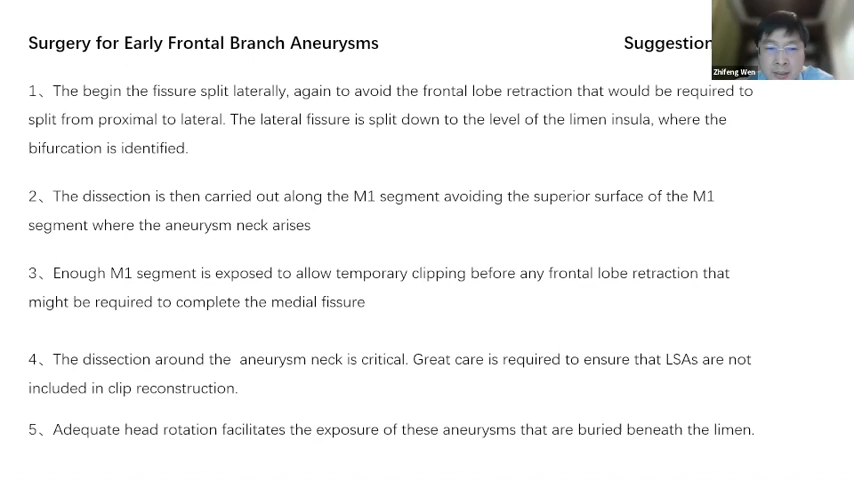 Surgery for Early Frontal Branch Aneurysms
Suggestion
Zhifeng Wen
1、The begin the fissure split laterally, again to avoid the frontal lobe retraction that would be required to
split from proximal to lateral. The lateral fissure is split down to the level of the limen insula, where the
bifurcation is identified.
2、The dissection is then carried out along the M1 segment avoiding the superior surface of the M1
segment where the aneurysm neck arises
3、Enough M1 segment is exposed to allow temporary clipping before any frontal lobe retraction that
might be required to complete the medial fissure
4、The dissection around the  aneurysm neck is critical. Great care is required to ensure that LSAs are not
included in clip reconstruction.
5、Adequate head rotation facilitates the exposure of these aneurysms that are buried beneath the limen.